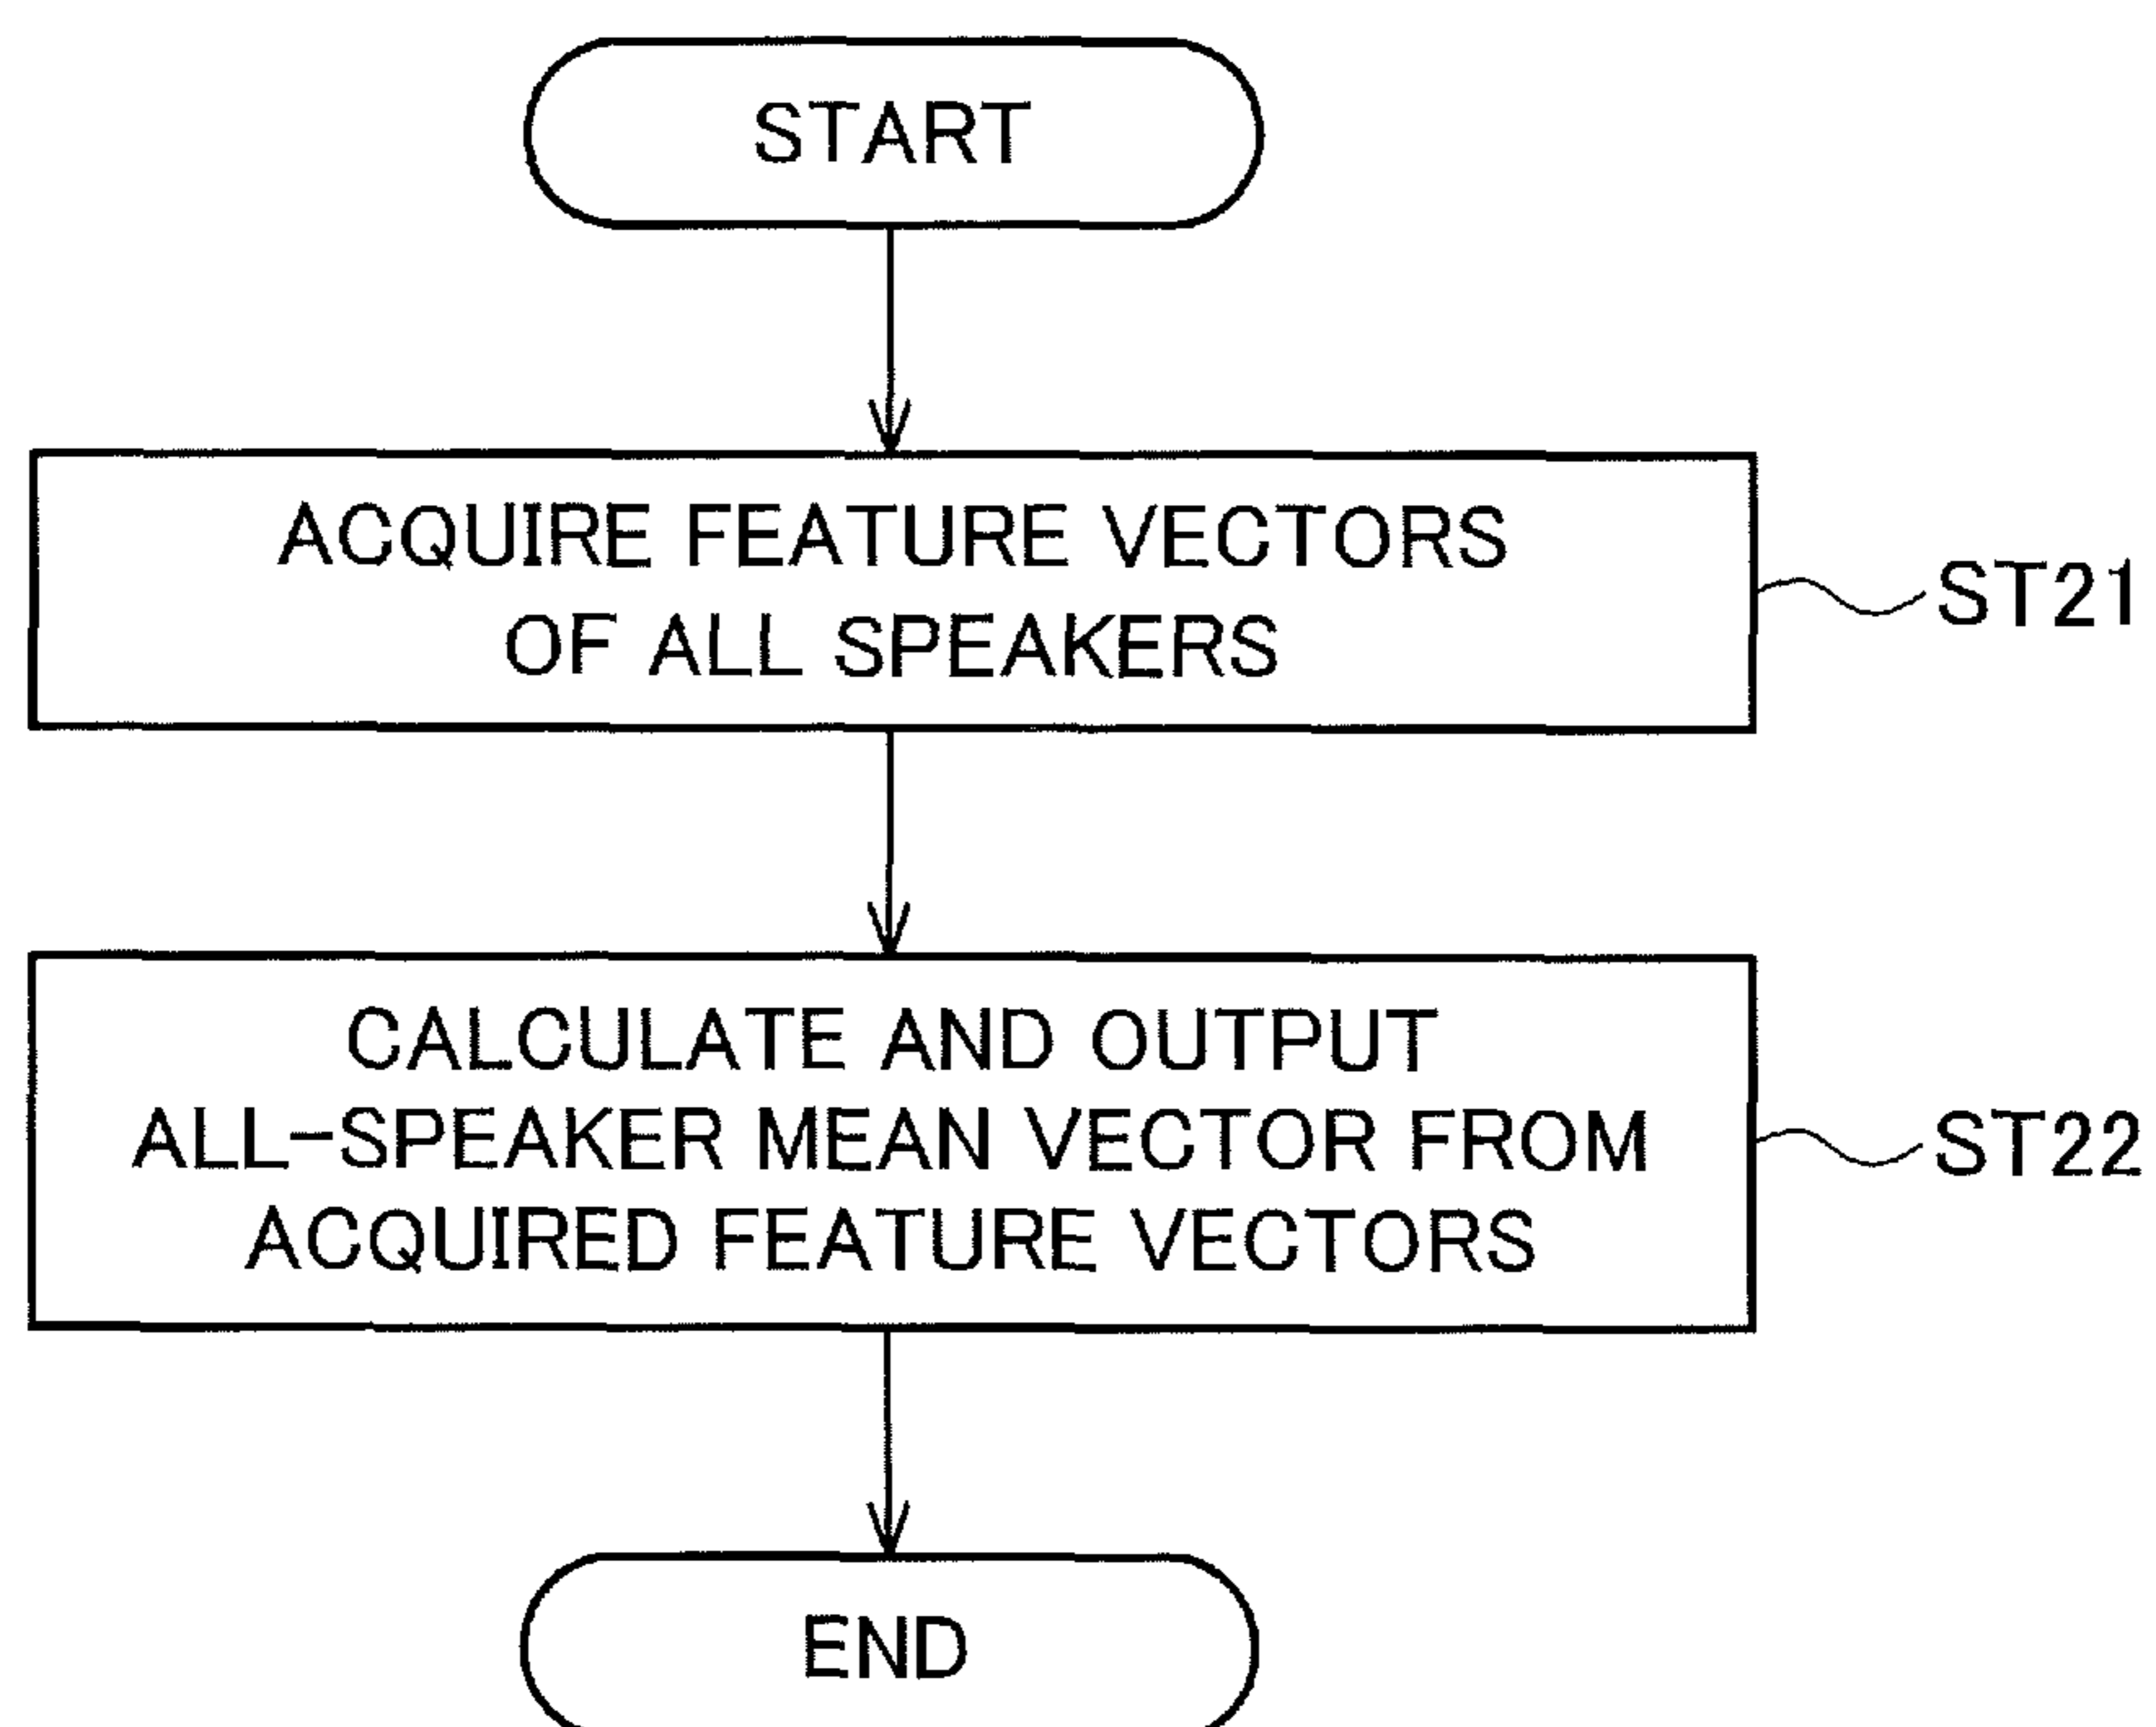 START
ACQUIRE FEATURE VECTORS
OF ALL SPEAKERS
ST21
CALCULATE AND OUTPUT
ALL-SPEAKER MEAN VECTOR FROM
ACQUIRED FEATURE VECTORS
ST22
END